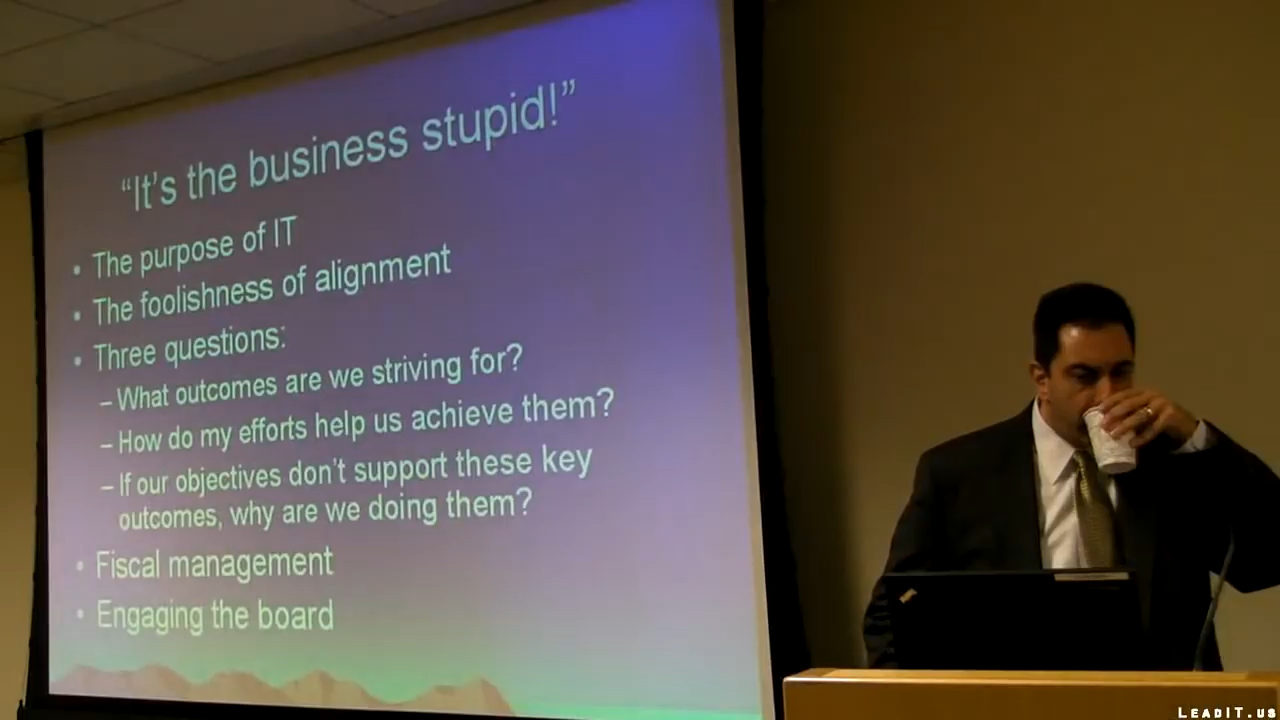 “It’s the business stupid!”
• The purpose of IT
• The foolishness of alignment
• Three questions:
– What outcomes are we striving for?
– How do my efforts help us achieve them?
– If our objectives don’t support these key
outcomes, why are we doing them?
• Fiscal management
• Engaging the board
LEADIT.US